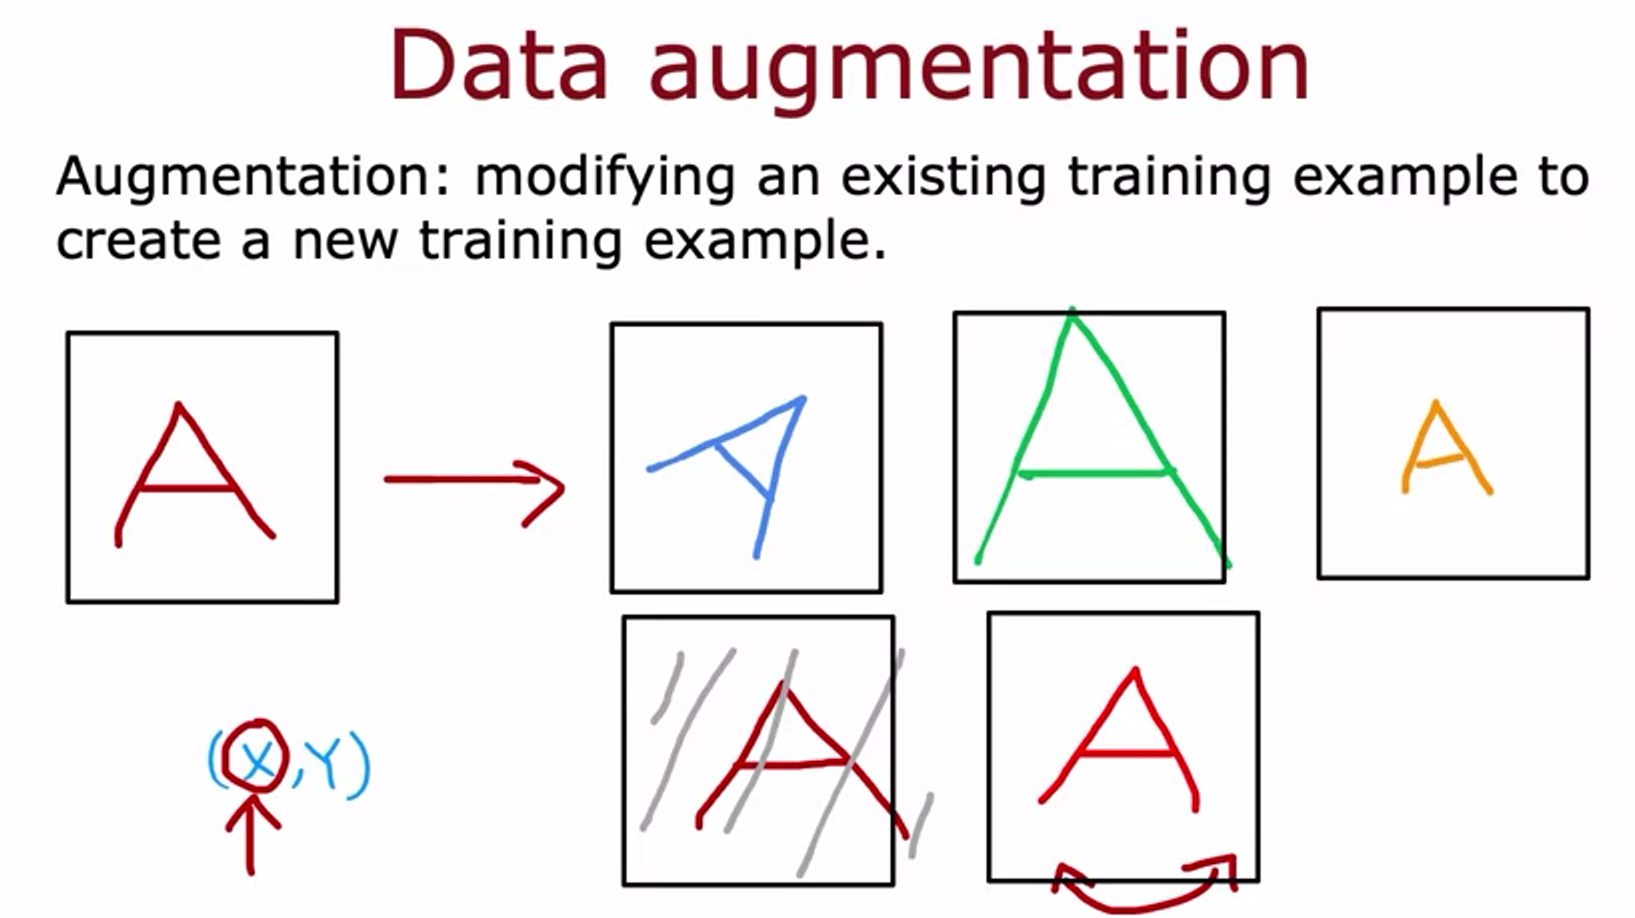 Data augmentation
Augmentation: modifying an existing training example to
create a new training example.
A
A
A
A
A
A
(X,Y)